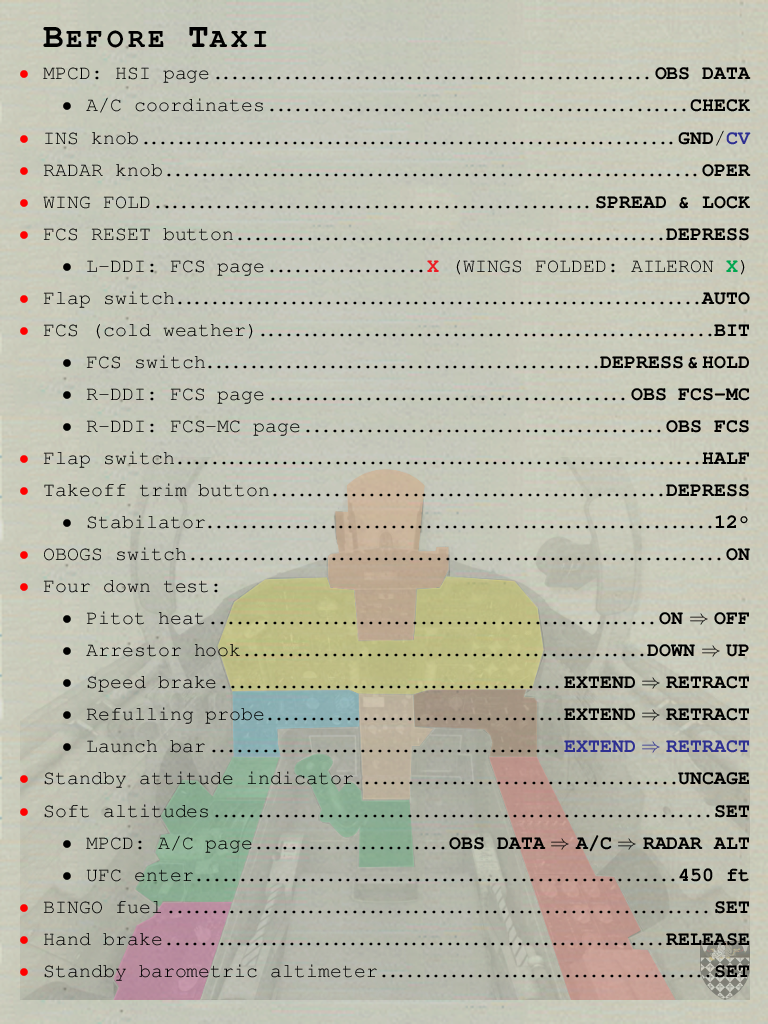 Before Taxi
• MPCD: HSI page..................................................OBS DATA
• A/C coordinates................................................CHECK
• INS knob.............................................................GND/CV
• RADAR knob.............................................................OPER
• WING FOLD..................................................SPREAD & LOCK
• FCS RESET button.................................................DEPRESS
• L-DDI: FCS page..................X (WINGS FOLDED: AILERON X)
• Flap switch............................................................AUTO
• FCS (cold weather)....................................................BIT
• FCS switch.............................................DEPRESS & HOLD
• R-DDI: FCS page.........................................OBS FCS-MC
• R-DDI: FCS-MC page.........................................OBS FCS
• Flap switch............................................................HALF
• Takeoff trim button.............................................DEPRESS
• Stabilator..........................................................12°
• OBOGS switch............................................................ON
• Four down test:
• Pitot heat...................................................ON ⇒ OFF
• Arrestor hook..............................................DOWN ⇒ UP
• Speed brake.......................................EXTEND ⇒ RETRACT
• Refulling probe...................................EXTEND ⇒ RETRACT
• Launch bar........................................EXTEND ⇒ RETRACT
• Standby attitude indicator....................................UNCAGE
• Soft altitudes..........................................................SET
• MPCD: A/C page...................OBS DATA ⇒ A/C ⇒ RADAR ALT
• UFC enter.......................................................450 ft
• BINGO fuel..............................................................SET
• Hand brake..........................................................RELEASE
• Standby barometric altimeter.....................................SET